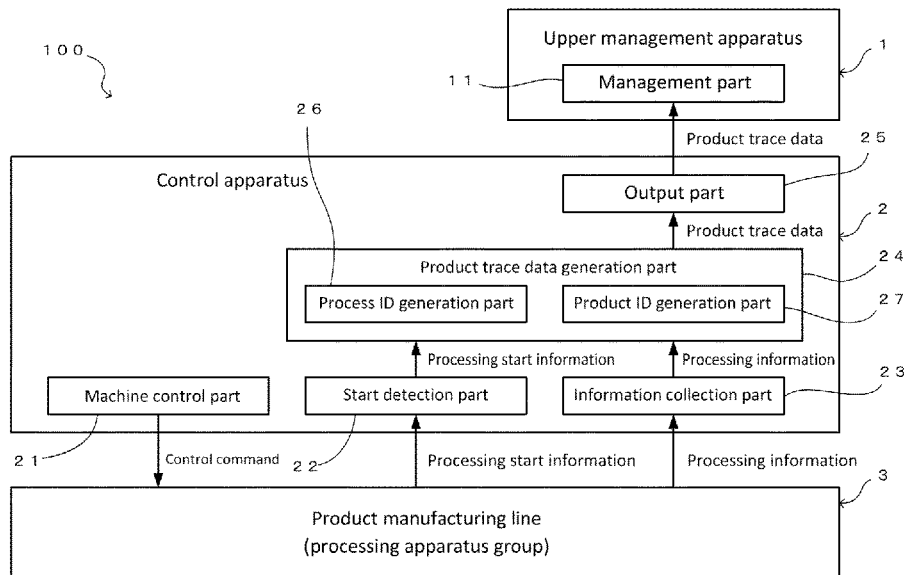 100
Upper management apparatus
1
11
Management part
26
Product trace data
25
Control apparatus
Output part
2
Product trace data
24
Product trace data generation part
Process ID generation part
Product ID generation part
27
Processing start information
Processing information
23
Machine control part
Start detection part
Information collection part
21
Control command
22
Processing start information
Processing information
3
Product manufacturing line
(processing apparatus group)